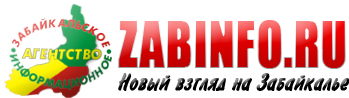 ЗАБАЙКАЛЬСКОЕ
АГЕНТСТВО
ИНФОРМАЦИОННОЕ
ZABINFO.RU
Новый взгляд на Забайкалье